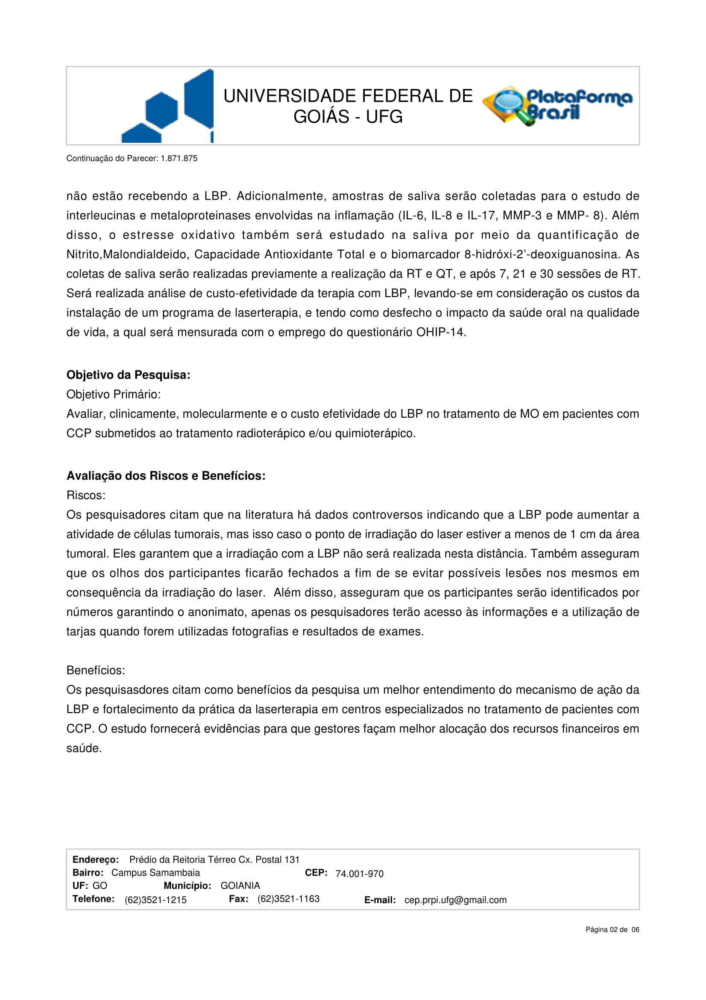 UNIVERSIDADE FEDERAL DE
GOIÁS - UFG
Plataforma
Brasil
Continuação do Parecer: 1.871.875
não estão recebendo a LBP. Adicionalmente, amostras de saliva serão coletadas para o estudo de
interleucinas e metaloproteinases envolvidas na inflamação (IL-6, IL-8 e IL-17, MMP-3 e MMP- 8). Além
disso, o estresse oxidativo também será estudado na saliva por meio da quantificação de
Nitrito,Malondialdeido, Capacidade Antioxidante Total e o biomarcador 8-hidróxi-2’-deoxiguanosina. As
coletas de saliva serão realizadas previamente a realização da RT e QT, e após 7, 21 e 30 sessões de RT.
Será realizada análise de custo-efetividade da terapia com LBP, levando-se em consideração os custos da
instalação de um programa de laserterapia, e tendo como desfecho o impacto da saúde oral na qualidade
de vida, a qual será mensurada com o emprego do questionário OHIP-14.
Objetivo da Pesquisa:
Objetivo Primário:
Avaliar, clinicamente, molecularmente e o custo efetividade do LBP no tratamento de MO em pacientes com
CCP submetidos ao tratamento radioterápico e/ou quimioterápico.
Avaliação dos Riscos e Benefícios:
Riscos:
Os pesquisadores citam que na literatura há dados controversos indicando que a LBP pode aumentar a
atividade de células tumorais, mas isso caso o ponto de irradiação do laser estiver a menos de 1 cm da área
tumoral. Eles garantem que a irradiação com a LBP não será realizada nesta distância. Também asseguram
que os olhos dos participantes ficarão fechados a fim de se evitar possíveis lesões nos mesmos em
consequência da irradiação do laser.  Além disso, asseguram que os participantes serão identificados por
números garantindo o anonimato, apenas os pesquisadores terão acesso às informações e a utilização de
tarjas quando forem utilizadas fotografias e resultados de exames.
Benefícios:
Os pesquisasdores citam como benefícios da pesquisa um melhor entendimento do mecanismo de ação da
LBP e fortalecimento da prática da laserterapia em centros especializados no tratamento de pacientes com
CCP. O estudo fornecerá evidências para que gestores façam melhor alocação dos recursos financeiros em
saúde.
Endereço: Prédio da Reitoria Térreo Cx. Postal 131
Bairro: Campus Samambaia CEP: 74.001-970
UF: GO Município: GOIANIA
Telefone: (62)3521-1215 Fax: (62)3521-1163 E-mail: cep.prpi.ufg@gmail.com
Página 02 de 06